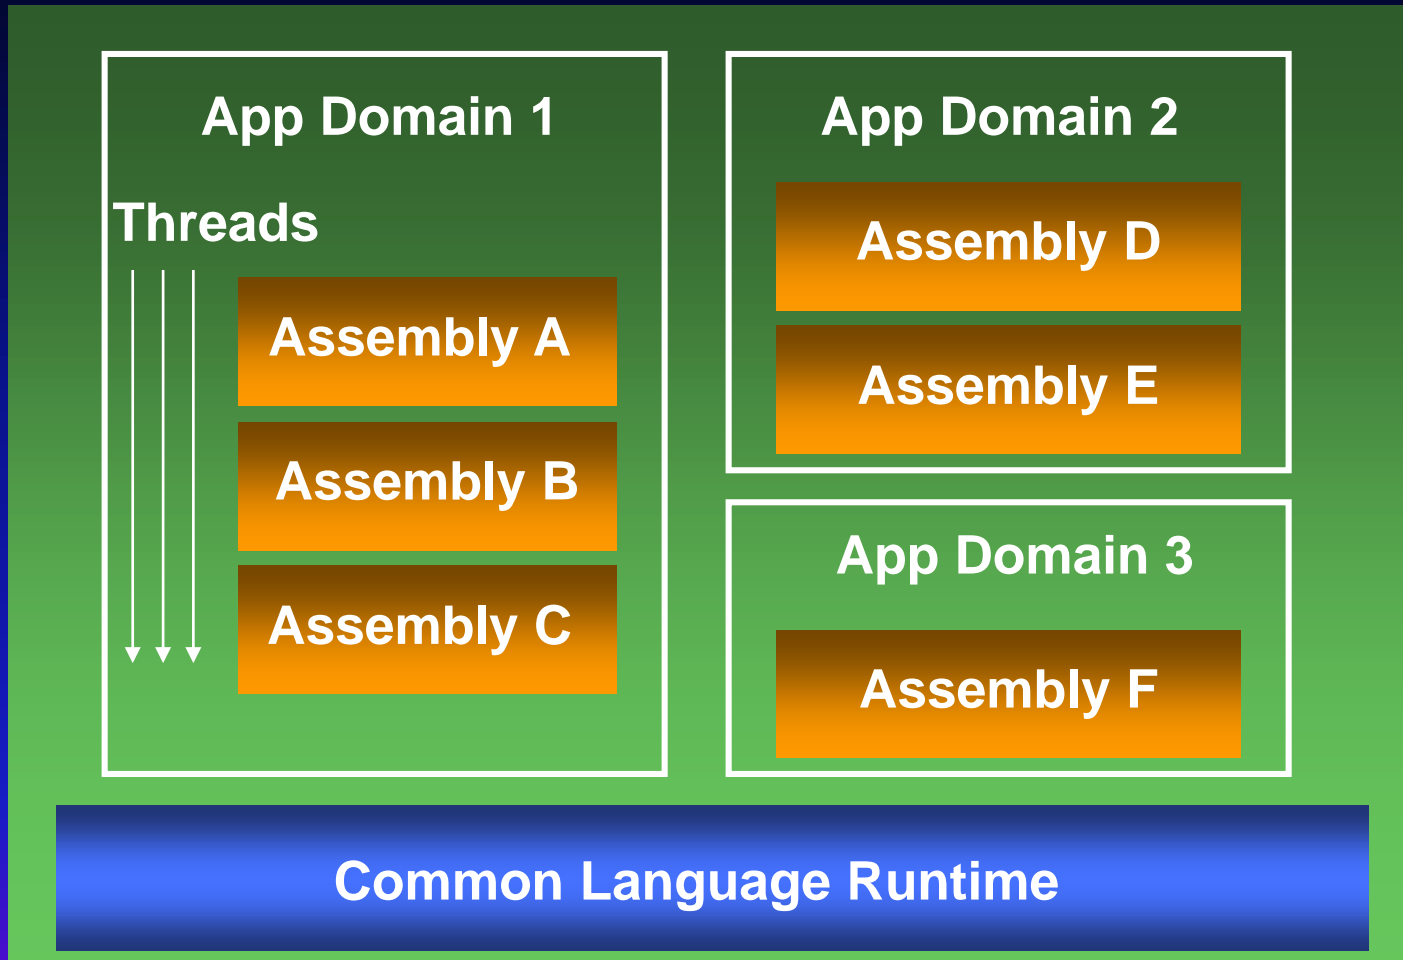 App Domain 1
Threads
Assembly A
Assembly B
Assembly C
App Domain 2
Assembly D
Assembly E
App Domain 3
Assembly F
Common Language Runtime